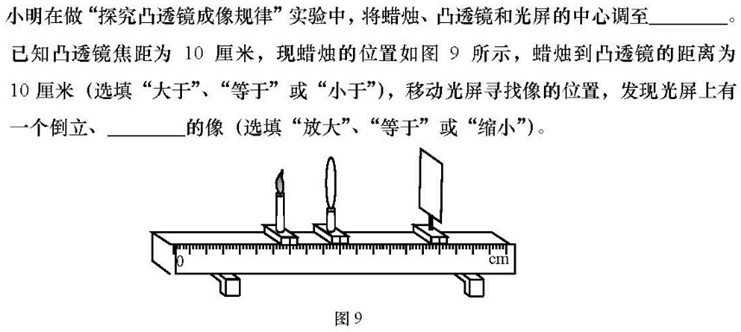 小明在做“探究凸透镜成像规律”实验中，将蜡烛、凸透镜和光屏的中心调至________。
已知凸透镜焦距为 10 厘米，现蜡烛的位置如图 9 所示，蜡烛到凸透镜的距离为
10 厘米（选填“大于”、“等于”或“小于”），移动光屏寻找像的位置，发现光屏上有
一个倒立、________的像（选填“放大”、“等于”或“缩小”）。
0 cm
图 9